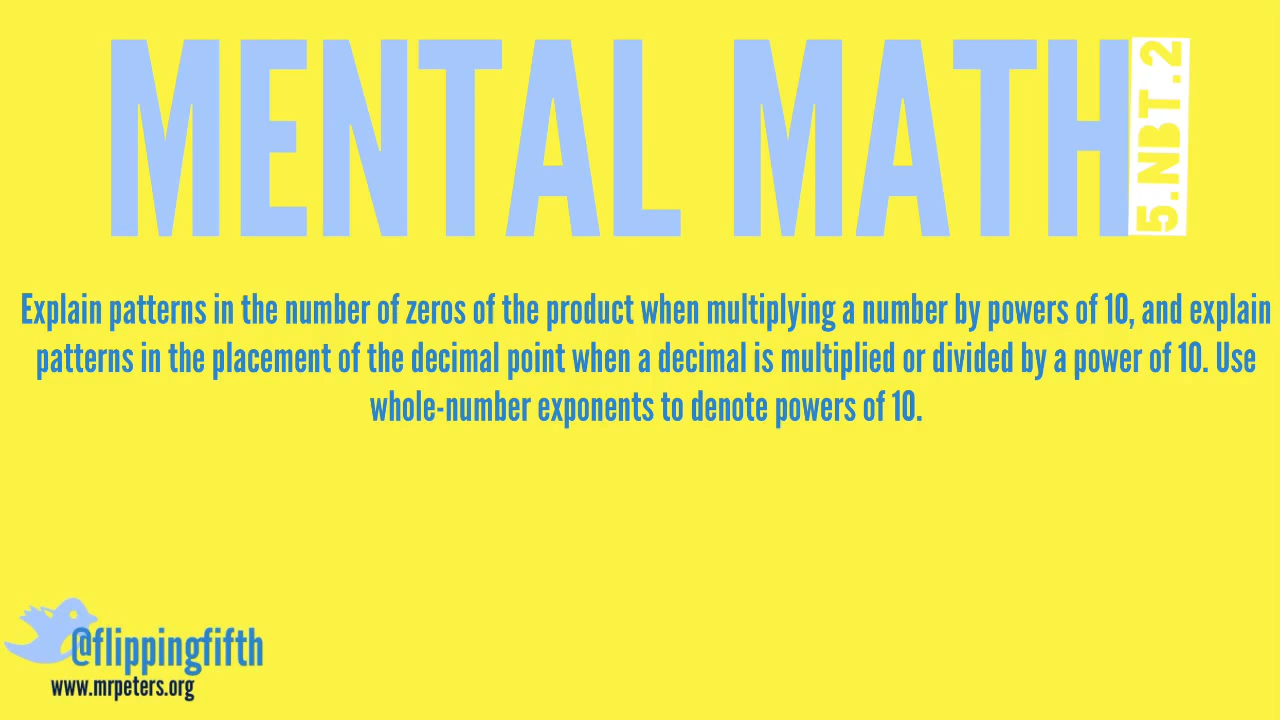 MENTAL MATH 5.NBT.2
Explain patterns in the number of zeros of the product when multiplying a number by powers of 10, and explain
patterns in the placement of the decimal point when a decimal is multiplied or divided by a power of 10. Use
whole-number exponents to denote powers of 10.
@flippingfifth
www.mrpeters.org